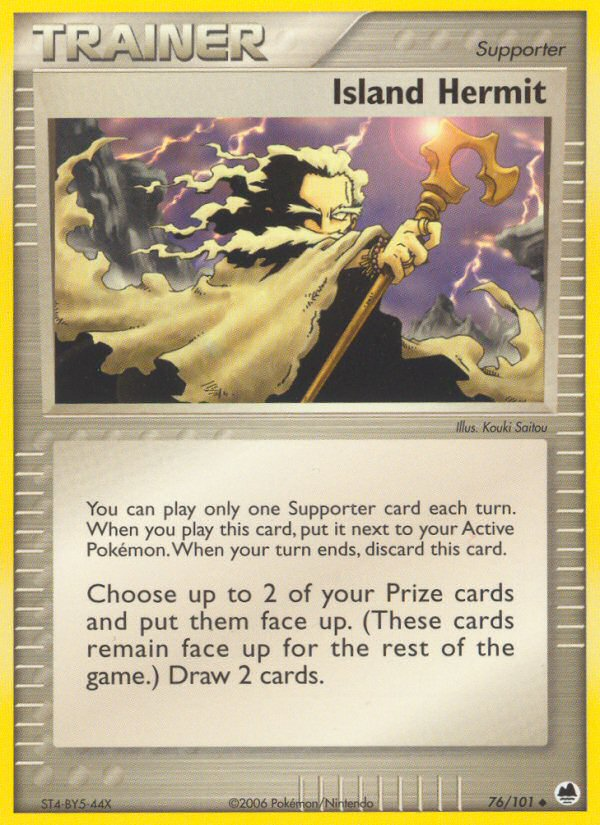 TRAINER
Supporter
Island Hermit
Illus. Kouki Saitou
You can play only one Supporter card each turn.
When you play this card, put it next to your Active
Pokémon. When your turn ends, discard this card.
Choose up to 2 of your Prize cards
and put them face up. (These cards
remain face up for the rest of the
game.) Draw 2 cards.
ST4-BY5-44X
©2006 Pokémon/Nintendo
76/101 ◆